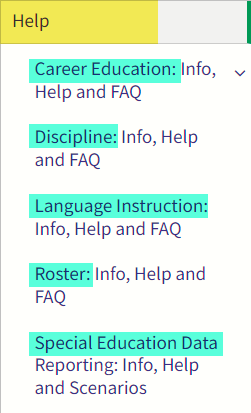 Help
Career Education: Info,
Help and FAQ
Discipline: Info, Help
and FAQ
Language Instruction:
Info, Help and FAQ
Roster: Info, Help and
FAQ
Special Education Data
Reporting: Info, Help
and Scenarios